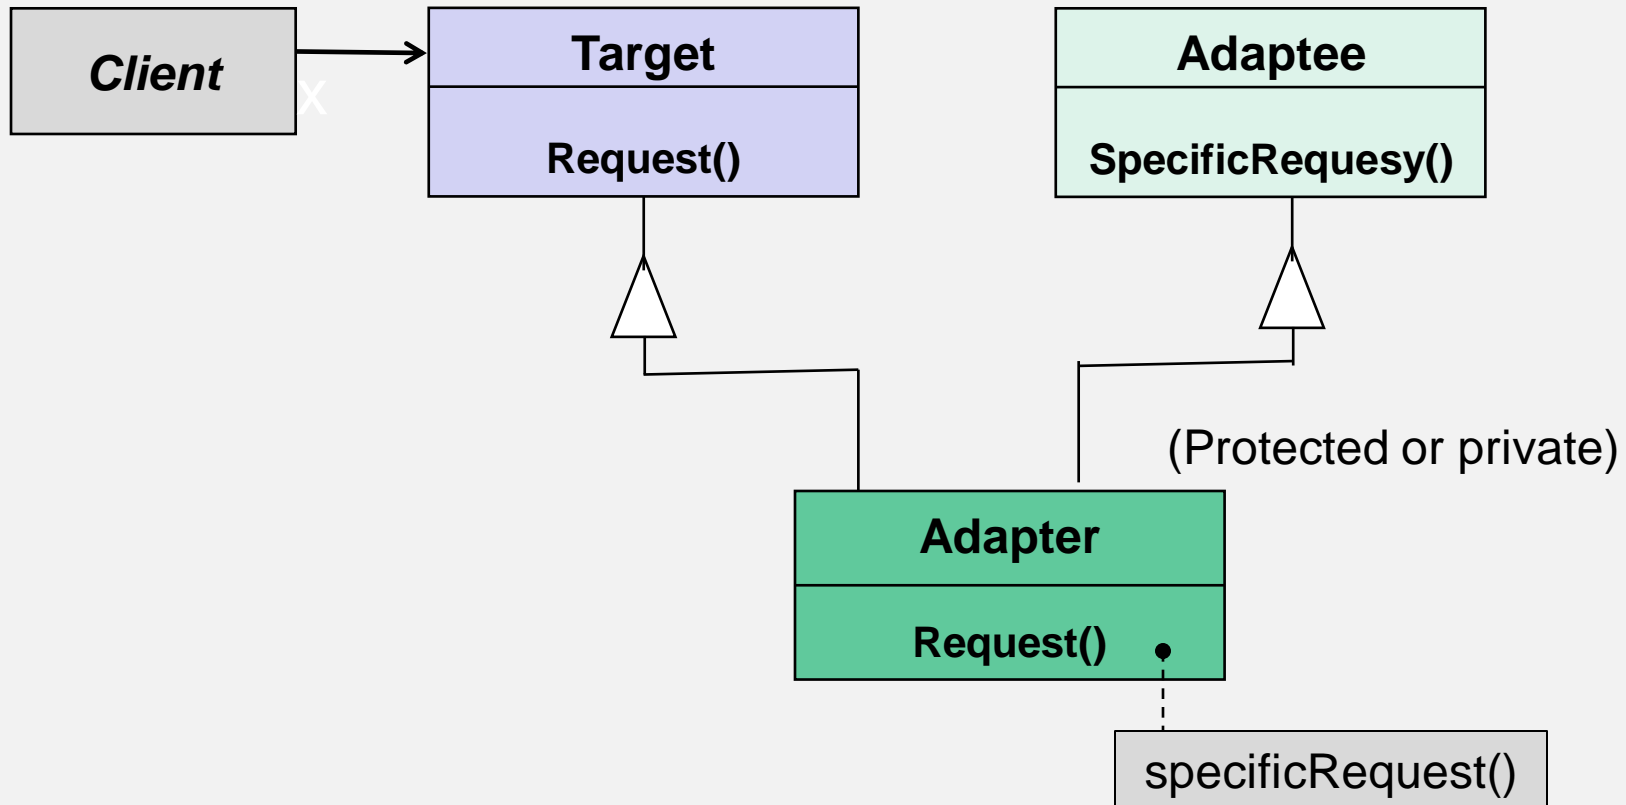 Client
x
Target
Request()
Adaptee
SpecificRequesy()
(Protected or private)
Adapter
Request()
specificRequest()